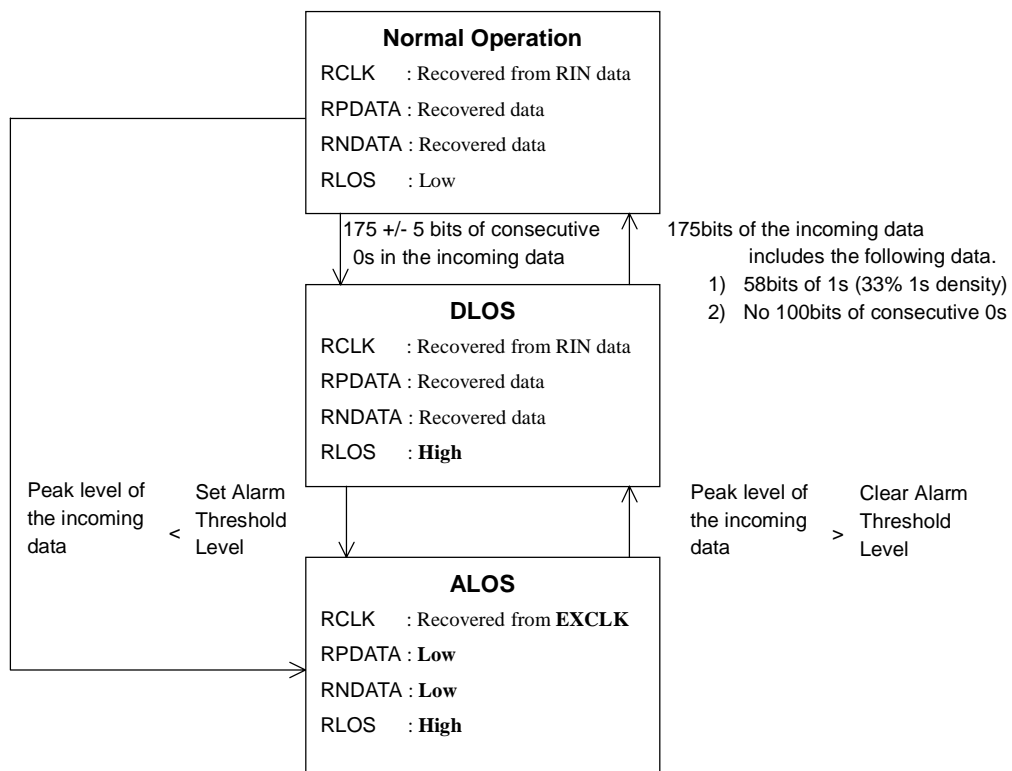 Normal Operation
RCLK : Recovered from RIN data
RPDATA : Recovered data
RNDATA : Recovered data
RLOS : Low
175 +/- 5 bits of consecutive
0s in the incoming data
175bits of the incoming data
includes the following data.
1) 58bits of 1s (33% 1s density)
2) No 100bits of consecutive 0s
DLOS
RCLK : Recovered from RIN data
RPDATA : Recovered data
RNDATA : Recovered data
RLOS : High
Peak level of
the incoming
data
<
Set Alarm
Threshold
Level
Peak level of
the incoming
data
>
Clear Alarm
Threshold
Level
ALOS
RCLK : Recovered from EXCLK
RPDATA : Low
RNDATA : Low
RLOS : High